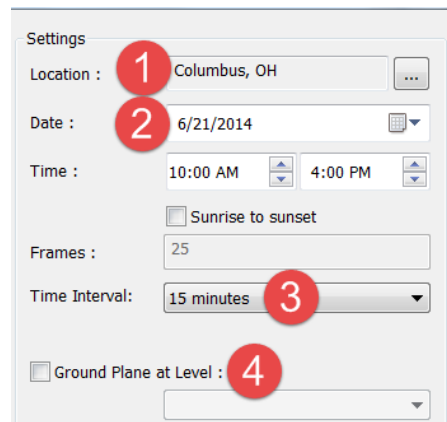 Settings
Location : 1 Columbus, OH ...
Date : 2 6/21/2014
Time : 10:00 AM 4:00 PM
Sunrise to sunset
Frames : 25
Time Interval: 15 minutes 3
Ground Plane at Level : 4